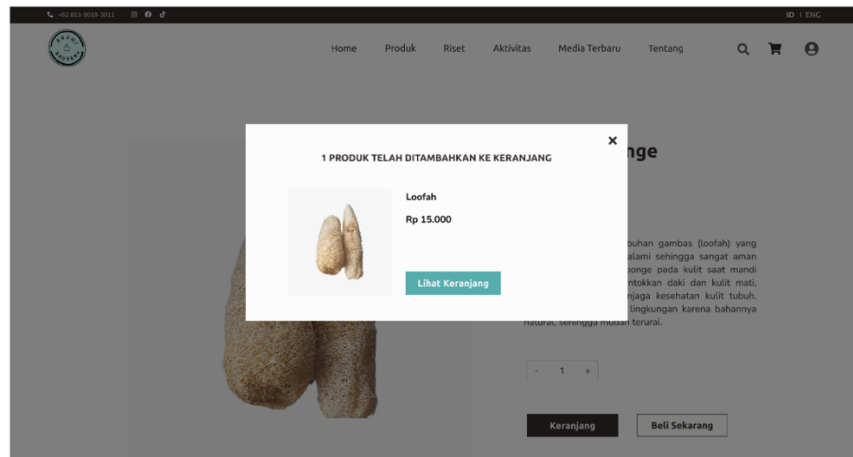 +62 813-9019-3011
ID | ENG
Home Produk Riset Aktivitas Media Terbaru Tentang
1 PRODUK TELAH DITAMBAHKAN KE KERANJANG
Loofah
Rp 15.000
Lihat Keranjang
nge
buhan gambas (loofah) yang
alami sehingga sangat aman
ponge pada kulit saat mandi
ntokkan daki dan kulit mati,
njaga kesehatan kulit tubuh.
lingkungan karena bahannya
natural, sehingga mudah terurai.
- 1 +
Keranjang Beli Sekarang